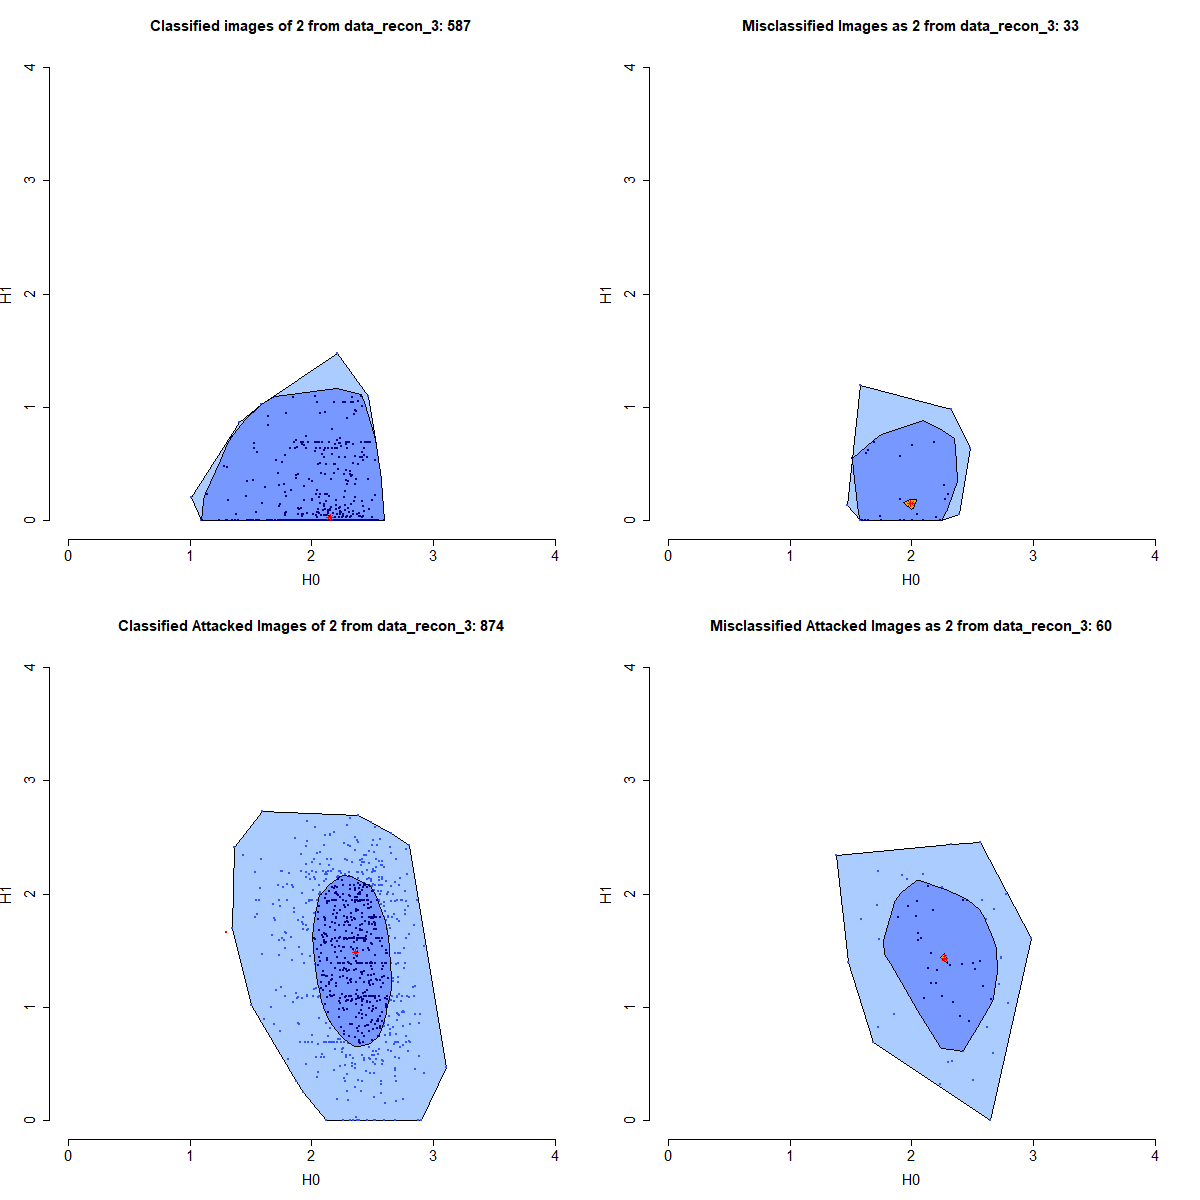 Classified images of 2 from data_recon_3: 587
4
3
2
1
0
H1
0 1 2 3 4
H0
Misclassified Images as 2 from data_recon_3: 33
4
3
2
1
0
H1
0 1 2 3 4
H0
Classified Attacked Images of 2 from data_recon_3: 874
4
3
2
1
0
H1
0 1 2 3 4
H0
Misclassified Attacked Images as 2 from data_recon_3: 60
4
3
2
1
0
H1
0 1 2 3 4
H0